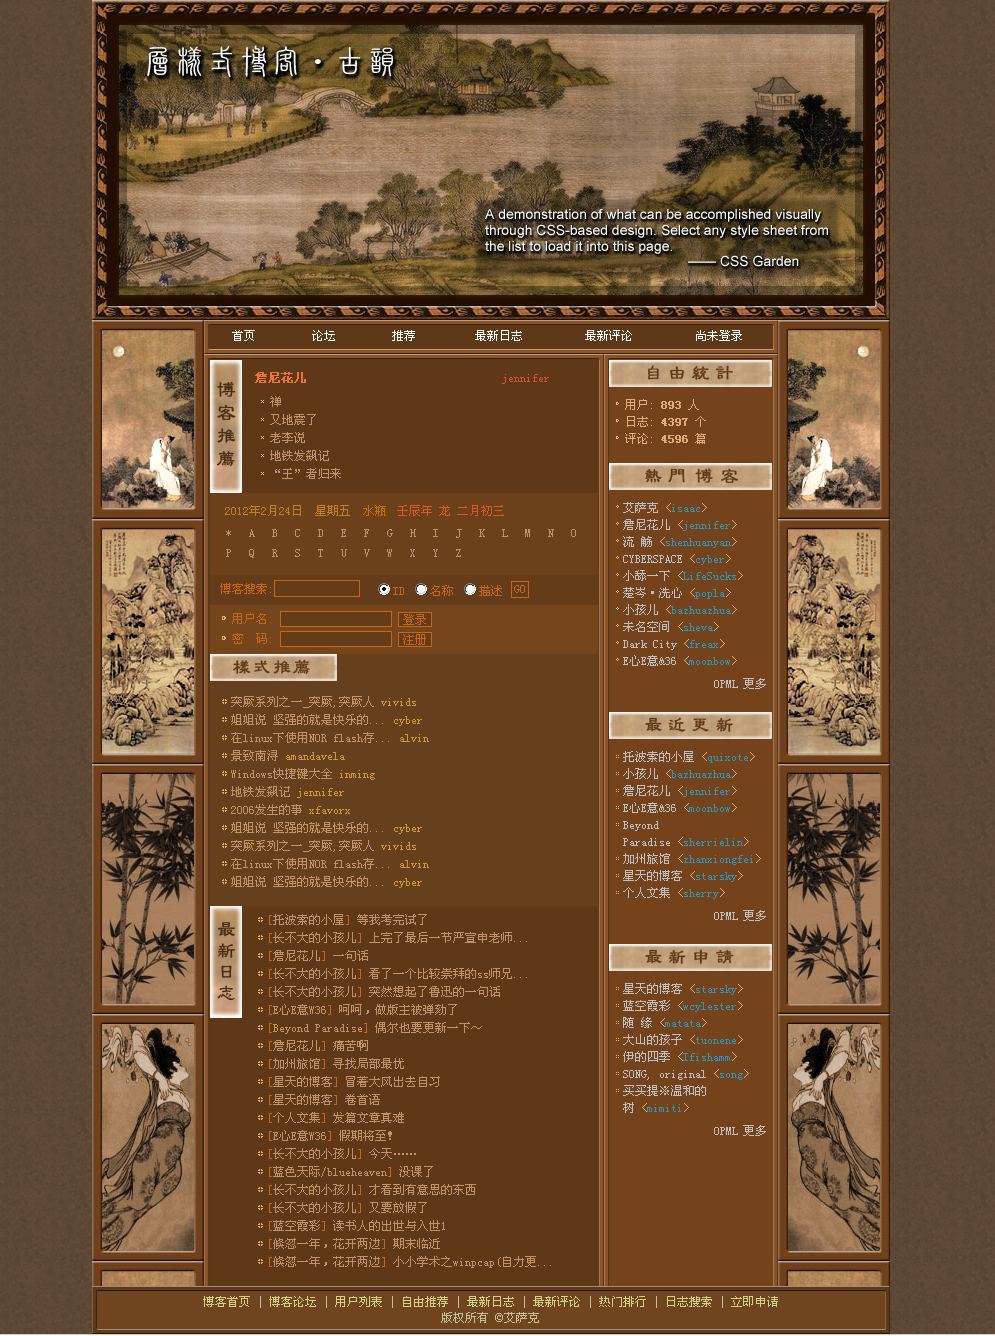 層樣式博客·古韻
A demonstration of what can be accomplished visually
through CSS-based design. Select any style sheet from
the list to load it into this page.
—— CSS Garden
首页 论坛 推荐 最新日志 最新评论 尚未登录
博客推薦
詹尼花儿 jennifer
禅
又地震了
老李说
地铁发飙记
“王”者归来
2012年2月24日 星期五 水瓶 壬辰年 龙 二月初三
* A B C D E F G H I J K L M N O
P Q R S T U V W X Y Z
博客搜索: ID 名称 描述 GO
用户名: 登录
密 码: 注册
樣式推薦
突厥系列之一_突厥,突厥人 vivids
姐姐说 坚强的就是快乐的... cyber
在linux下使用NOR flash存... alvin
景致南浔 amandavela
Windows快捷键大全 inming
地铁发飙记 jennifer
2006发生的事 xfavorx
姐姐说 坚强的就是快乐的... cyber
突厥系列之一_突厥,突厥人 vivids
在linux下使用NOR flash存... alvin
姐姐说 坚强的就是快乐的... cyber
最新日志
[托波索的小屋] 等我考完试了
[长不大的小孩儿] 上完了最后一节严宣申老师...
[詹尼花儿] 一句话
[长不大的小孩儿] 看了一个比较崇拜的ss师兄...
[长不大的小孩儿] 突然想起了鲁迅的一句话
[E心E意W36] 呵呵，做版主被弹劾了
[Beyond Paradise] 偶尔也要更新一下～
[詹尼花儿] 痛苦啊
[加州旅馆] 寻找局部最优
[星天的博客] 冒着大风出去自习
[星天的博客] 卷首语
[个人文集] 发篇文章真难
[E心E意W36] 假期将至!
[长不大的小孩儿] 今天……
[蓝色天际/blueheaven] 没课了
[长不大的小孩儿] 才看到有意思的东西
[长不大的小孩儿] 又要放假了
[蓝空霞彩] 读书人的出世与入世1
[倏忽一年，花开两边] 期末临近
[倏忽一年，花开两边] 小小学术之winpcap(自力更...
自由統計
用户: 893 人
日志: 4397 个
评论: 4596 篇
熱門博客
艾萨克 <isaac>
詹尼花儿 <jennifer>
流 觞 <shenhuanyan>
CYBERSPACE <cyber>
小舔一下 <LifeSucks>
楚岑·洗心 <popla>
小孩儿 <bazhuazhua>
未名空间 <sheva>
Dark City <freax>
E心E意&36 <moonbow>
OPML 更多
最近更新
托波索的小屋 <quixote>
小孩儿 <bazhuazhua>
詹尼花儿 <jennifer>
E心E意&36 <moonbow>
Beyond
Paradise <sherrielin>
加州旅馆 <zhanxiongfei>
星天的博客 <starsky>
个人文集 <sherry>
OPML 更多
最新申請
星天的博客 <starsky>
蓝空霞彩 <wcylester>
随 缘 <matata>
大山的孩子 <tuonene>
伊的四季 <Ifishamm>
SONG, original <song>
买买提※温和的
树 <mimiti>
OPML 更多
博客首页 | 博客论坛 | 用户列表 | 自由推荐 | 最新日志 | 最新评论 | 热门排行 | 日志搜索 | 立即申请
版权所有 ©艾萨克